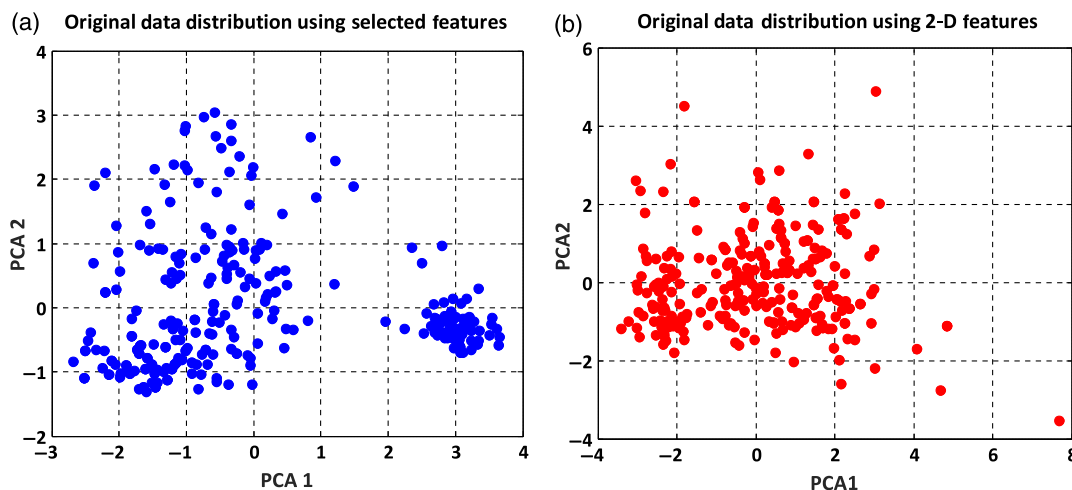 (a) Original data distribution using selected features
4
3
2
1
0
−1
−2
PCA 2
−3 −2 −1 0 1 2 3 4
PCA 1
(b) Original data distribution using 2-D features
6
4
2
0
−2
−4
PCA2
−4 −2 0 2 4 6 8
PCA1